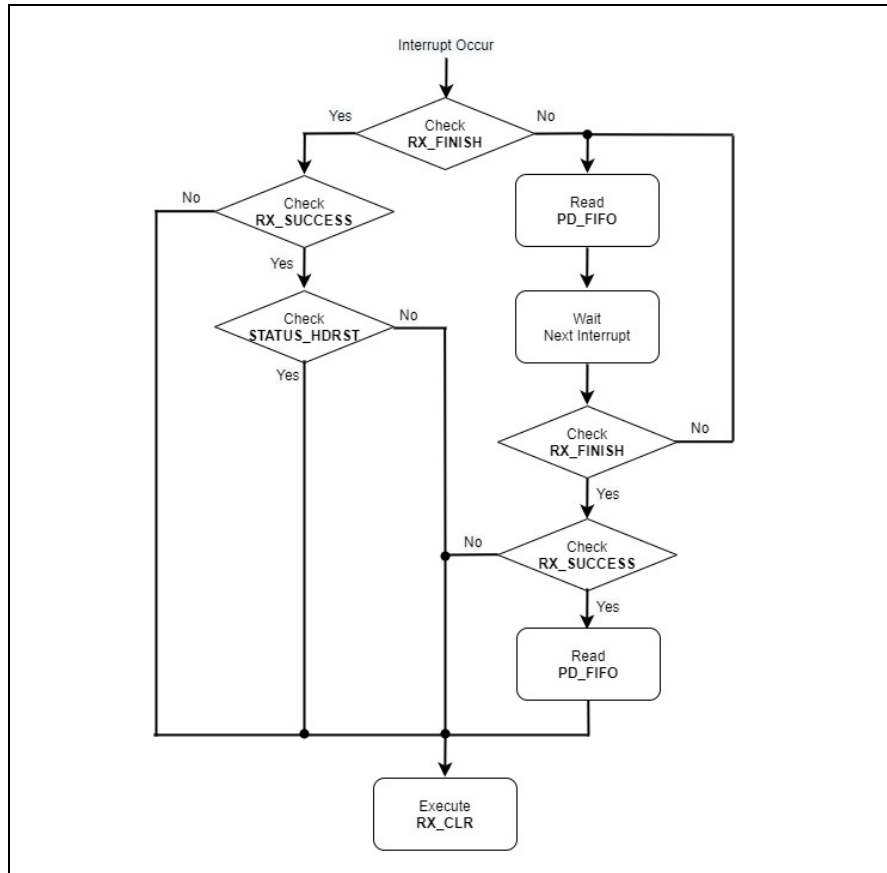 Interrupt Occur
Yes
No
Check
RX_FINISH
No
Check
RX_SUCCESS
Read
PD_FIFO
Yes
Check
STATUS_HDRST
No
Wait
Next Interrupt
Yes
Check
RX_FINISH
No
Yes
No
Check
RX_SUCCESS
Yes
Read
PD_FIFO
Execute
RX_CLR